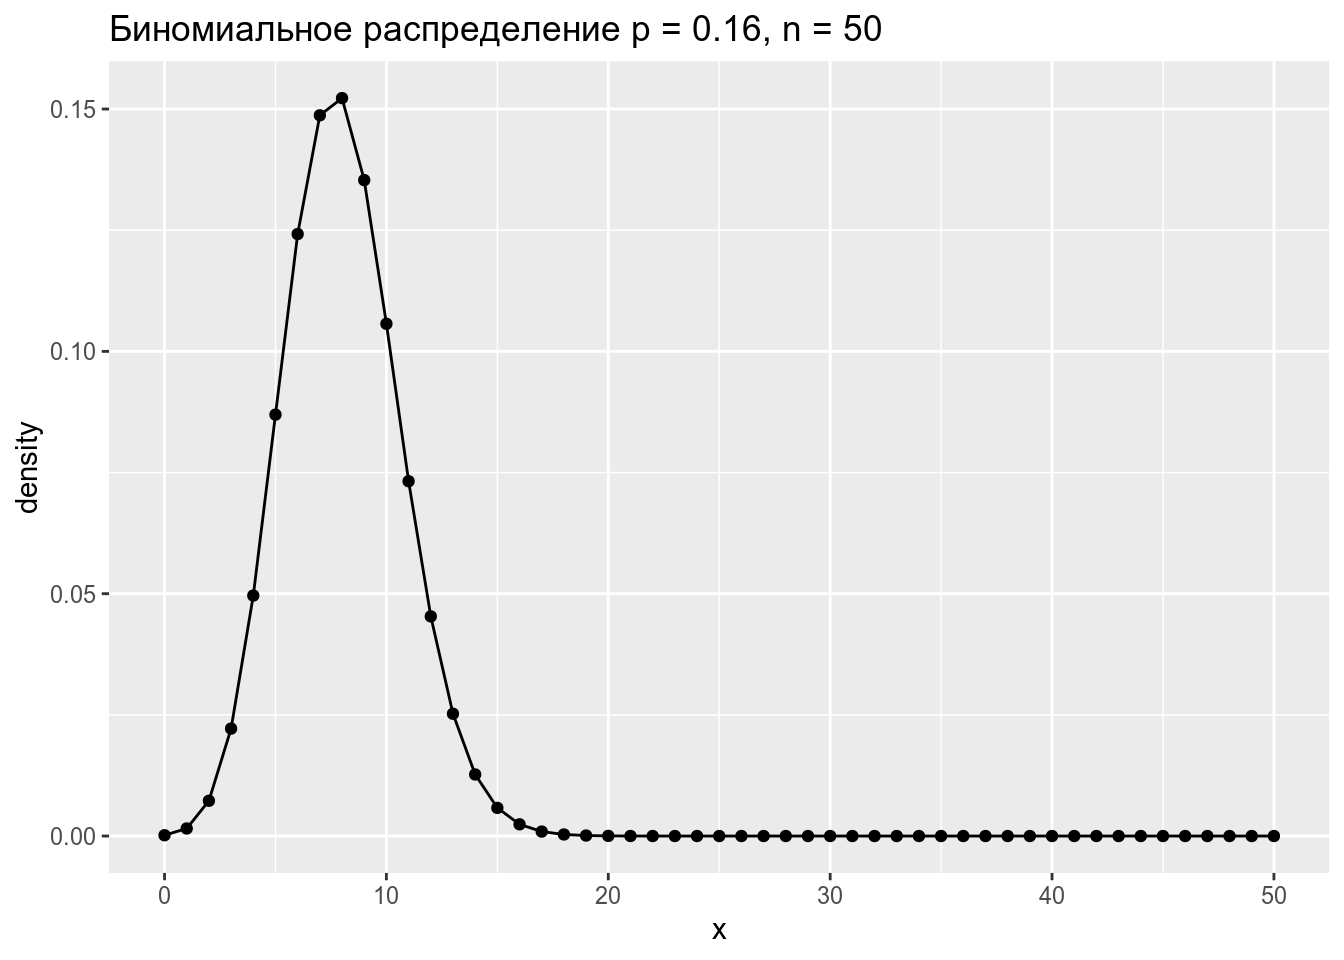 Биномиальное распределение p = 0.16, n = 50
0.15
0.10
0.05
0.00
density
0 10 20 30 40 50
x